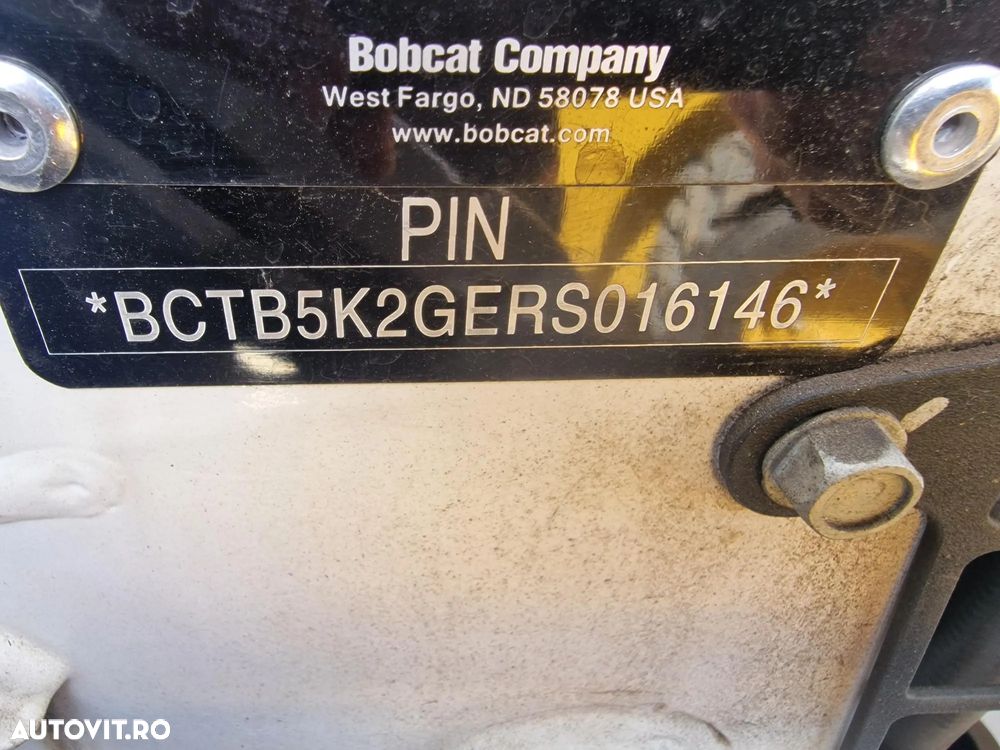 Bobcat Company
West Fargo, ND 58078 USA
www.bobcat.com
PIN
*BCTB5K2GERS016146*
AUTOVIT.RO